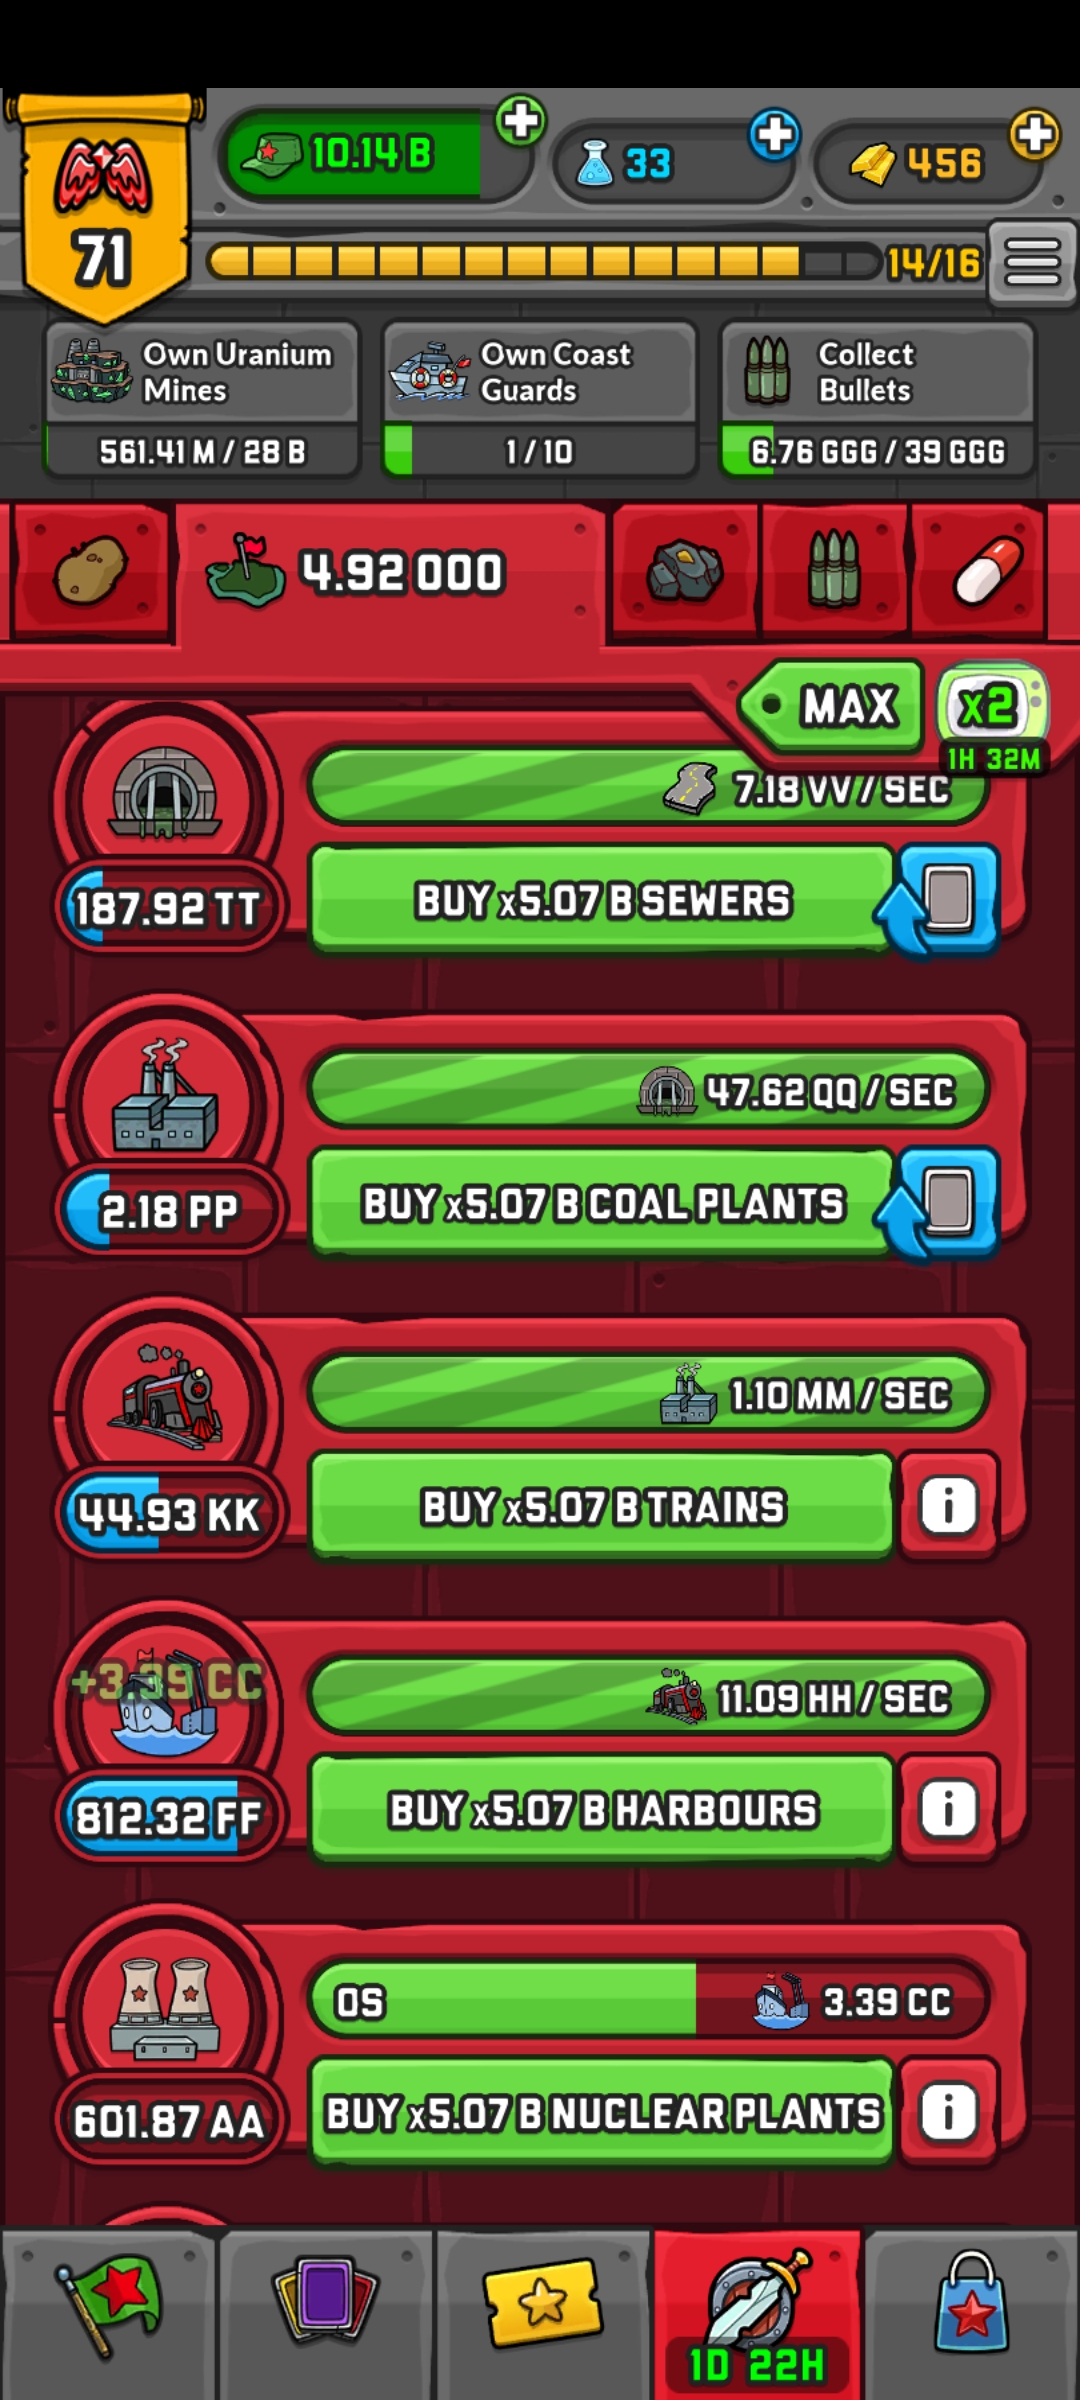 10.14 B
33
456
71
14/16
Own Uranium
Mines
561.41 M / 28 B
Own Coast
Guards
1 / 10
Collect
Bullets
6.76 GGG / 39 GGG
4.92 000
MAX
x2
1H 32M
7.18 VV / SEC
187.92 TT
BUY x5.07 B SEWERS
47.62 QQ / SEC
2.18 PP
BUY x5.07 B COAL PLANTS
1.10 MM / SEC
44.93 KK
BUY x5.07 B TRAINS
i
+3.39 CC
11.09 HH / SEC
812.32 FF
BUY x5.07 B HARBOURS
i
0S
3.39 CC
601.87 AA
BUY x5.07 B NUCLEAR PLANTS
i
1D 22H